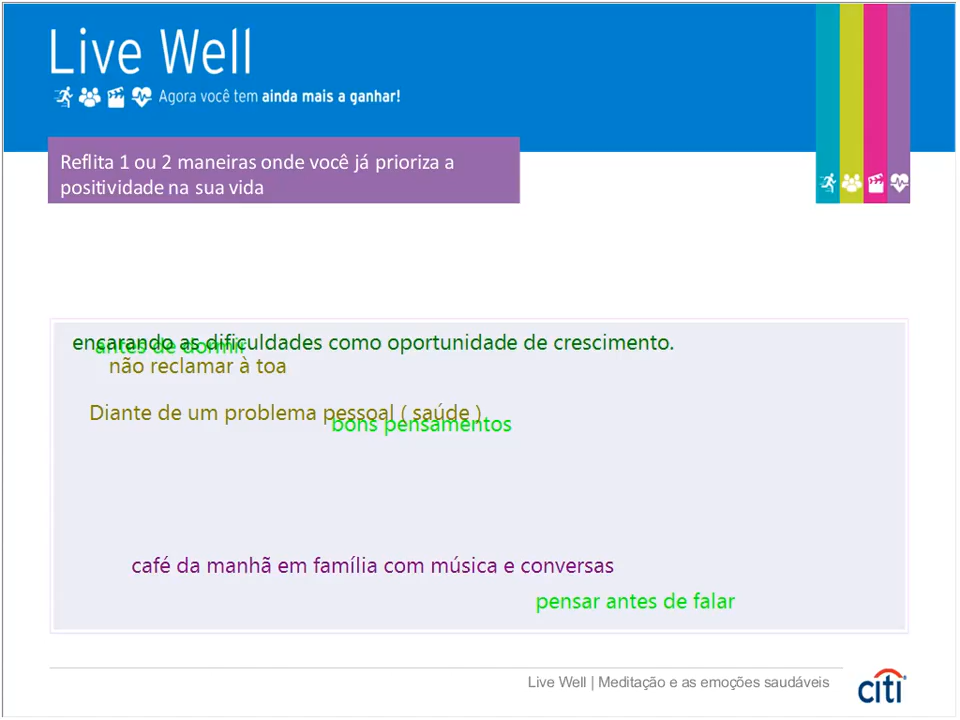 Live Well
Agora você tem ainda mais a ganhar!
Reflita 1 ou 2 maneiras onde você já prioriza a
positividade na sua vida
encarando as dificuldades como oportunidade de crescimento.
antes de dormir
não reclamar à toa
Diante de um problema pessoal ( saúde )
bons pensamentos
café da manhã em família com música e conversas
pensar antes de falar
Live Well | Meditação e as emoções saudáveis
citi